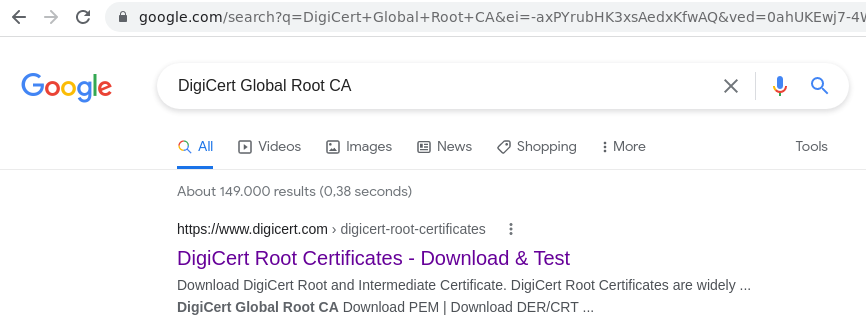 google.com/search?q=DigiCert+Global+Root+CA&ei=-axPYrubHK3xsAedxKfwAQ&ved=0ahUKEwj7-4W
Google
DigiCert Global Root CA
All Videos Images News Shopping More Tools
About 149.000 results (0,38 seconds)
https://www.digicert.com › digicert-root-certificates
DigiCert Root Certificates - Download & Test
Download DigiCert Root and Intermediate Certificate. DigiCert Root Certificates are widely ...
DigiCert Global Root CA Download PEM | Download DER/CRT ...